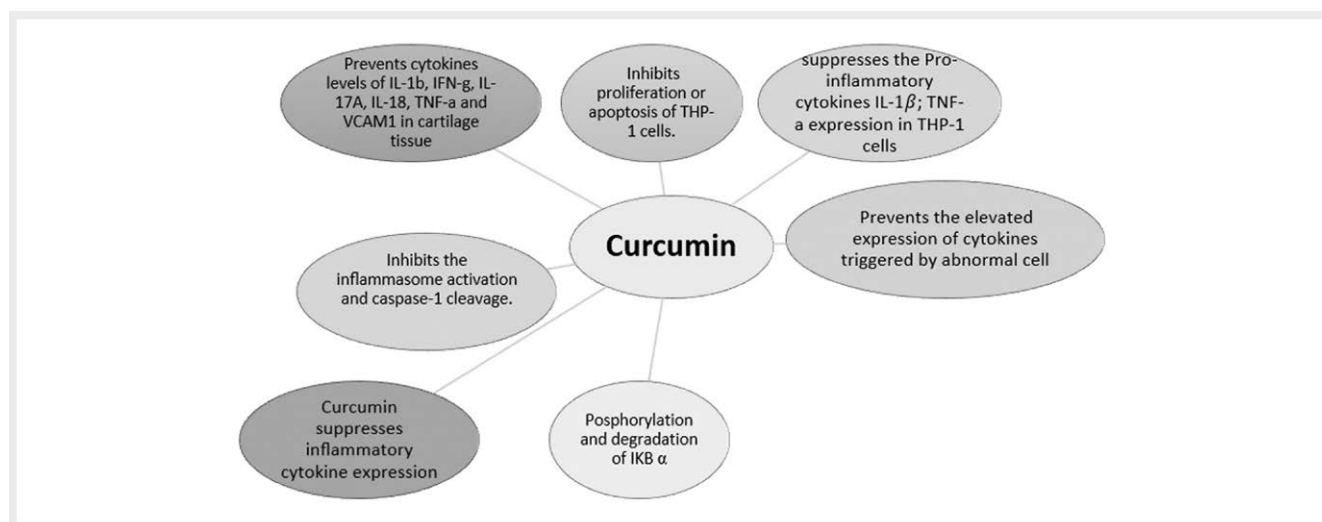 Prevents cytokines
levels of IL-1b, IFN-g, IL-
17A, IL-18, TNF-a and
VCAM1 in cartilage
tissue
Inhibits
proliferation or
apoptosis of THP-
1 cells.
suppresses the Pro-
inflammatory
cytokines IL-1β; TNF-
a expression in THP-1
cells
Curcumin
Prevents the elevated
expression of cytokines
triggered by abnormal cell
Inhibits the
inflammasome activation
and caspase-1 cleavage.
Curcumin
suppresses
inflammatory
cytokine expression
Posphorylation
and degradation
of IKB α